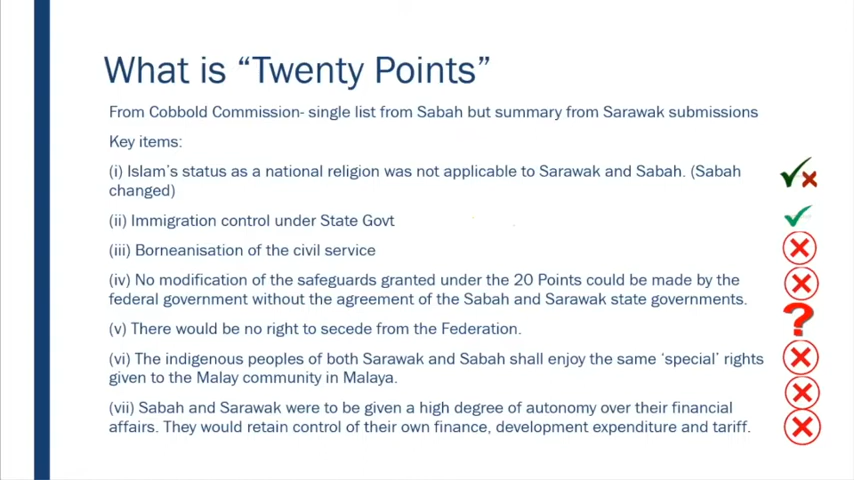 What is “Twenty Points”
From Cobbold Commission- single list from Sabah but summary from Sarawak submissions
Key items:
(i) Islam’s status as a national religion was not applicable to Sarawak and Sabah. (Sabah
changed)
(ii) Immigration control under State Govt
(iii) Borneanisation of the civil service
(iv) No modification of the safeguards granted under the 20 Points could be made by the
federal government without the agreement of the Sabah and Sarawak state governments.
?
(v) There would be no right to secede from the Federation.
(vi) The indigenous peoples of both Sarawak and Sabah shall enjoy the same ‘special’ rights
given to the Malay community in Malaya.
(vii) Sabah and Sarawak were to be given a high degree of autonomy over their financial
affairs. They would retain control of their own finance, development expenditure and tariff.